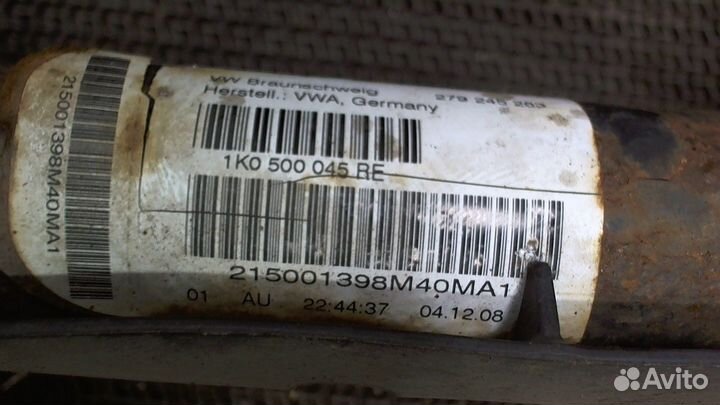 VW Braunschweig
Herstell.: VWA, Germany
279 245 263
2
1K0 500 045 RE
215001398M40MA1
01 AU 22:44:37 04.12.08
215001398M40MA1
Avito